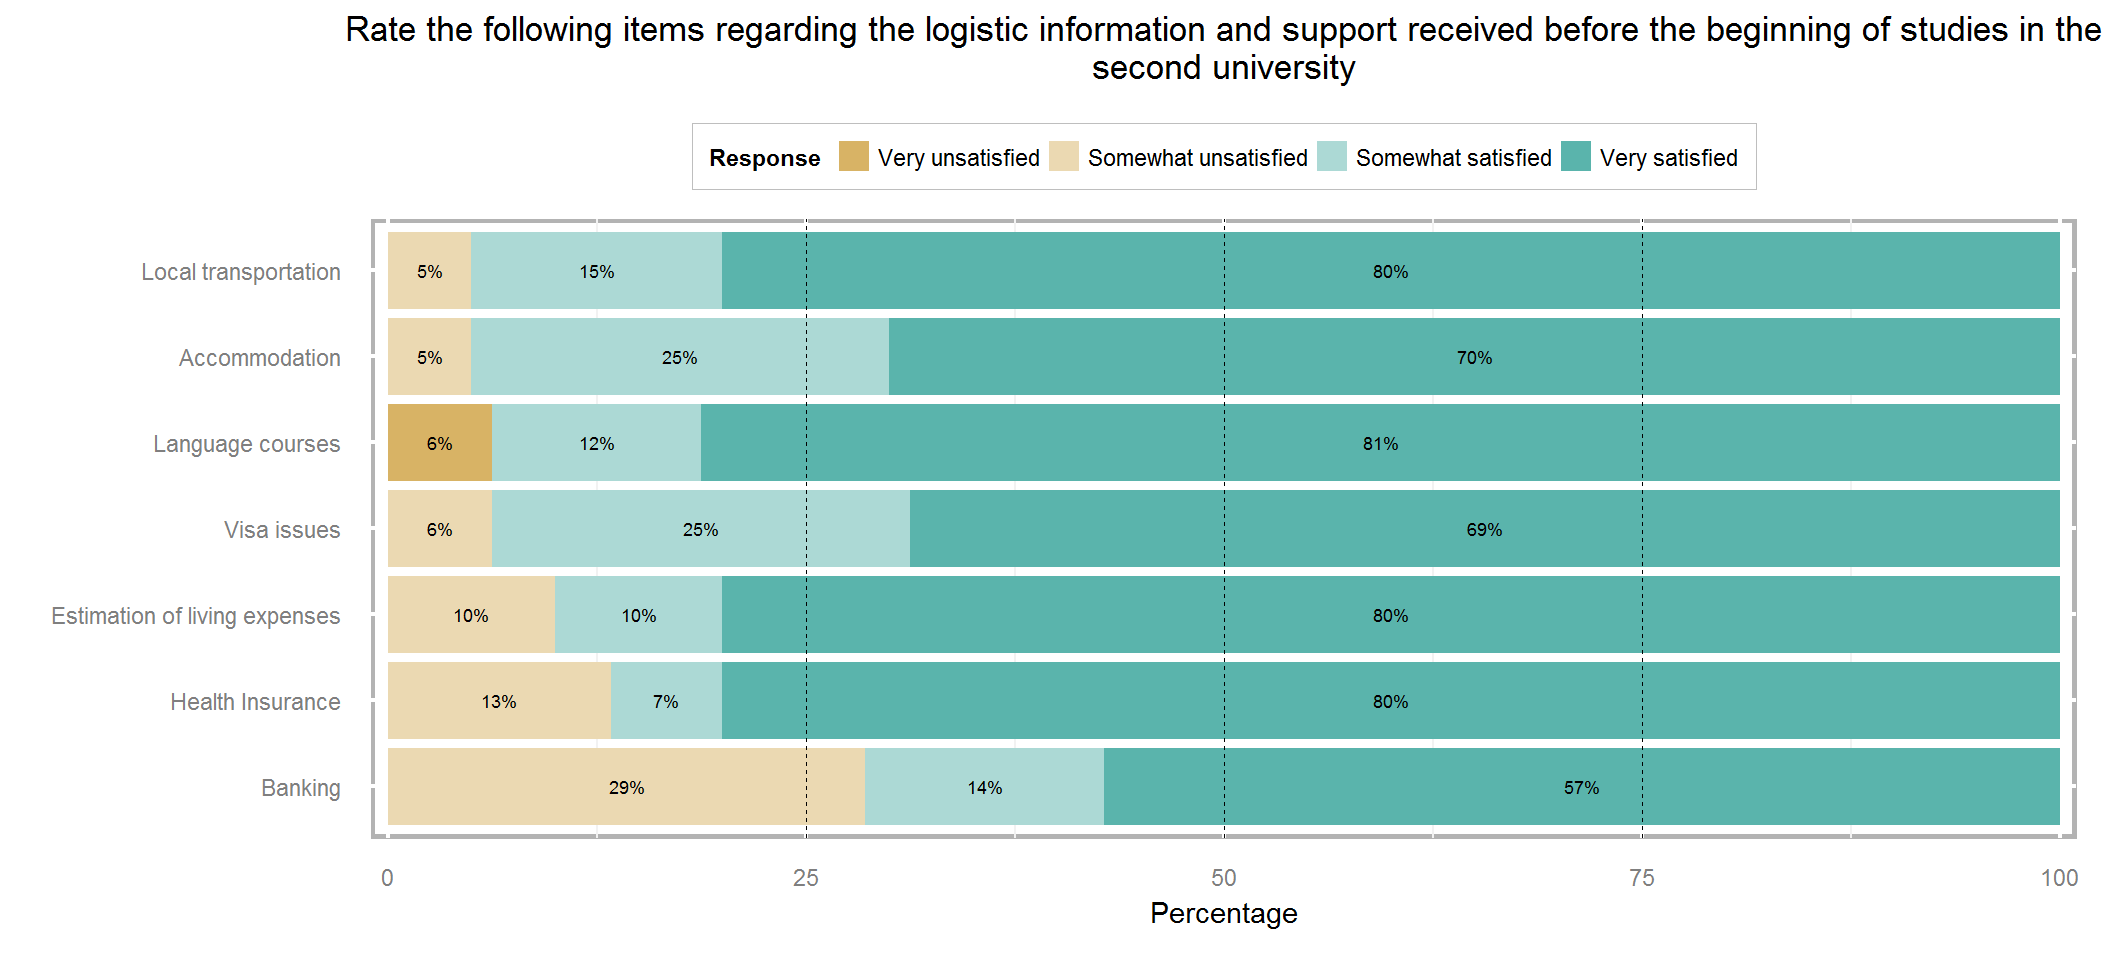 Rate the following items regarding the logistic information and support received before the beginning of studies in the
second university
Response Very unsatisfied Somewhat unsatisfied Somewhat satisfied Very satisfied
Local transportation 5% 15% 80%
Accommodation 5% 25% 70%
Language courses 6% 12% 81%
Visa issues 6% 25% 69%
Estimation of living expenses 10% 10% 80%
Health Insurance 13% 7% 80%
Banking 29% 14% 57%
0 25 50 75 100
Percentage